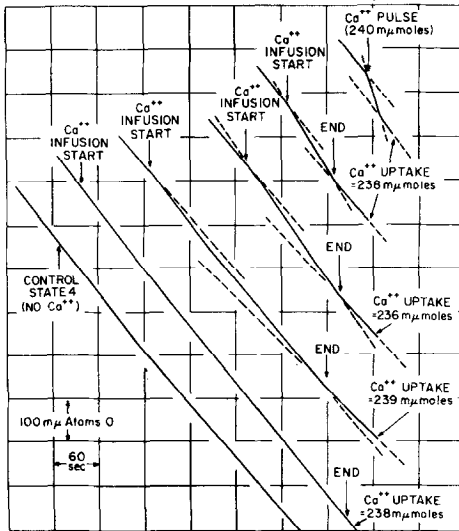 Ca++ PULSE
(240 mμmoles)
Ca++
INFUSION
START
Ca++
INFUSION
START
Ca++
INFUSION
START
Ca++
INFUSION
START
END
Ca++ UPTAKE
=238 mμmoles
CONTROL
STATE 4
(NO Ca++)
END
Ca++ UPTAKE
=236 mμmoles
END
Ca++ UPTAKE
=239 mμmoles
100 mμ Atoms O
60
sec
END
Ca++ UPTAKE
=238 mμmoles